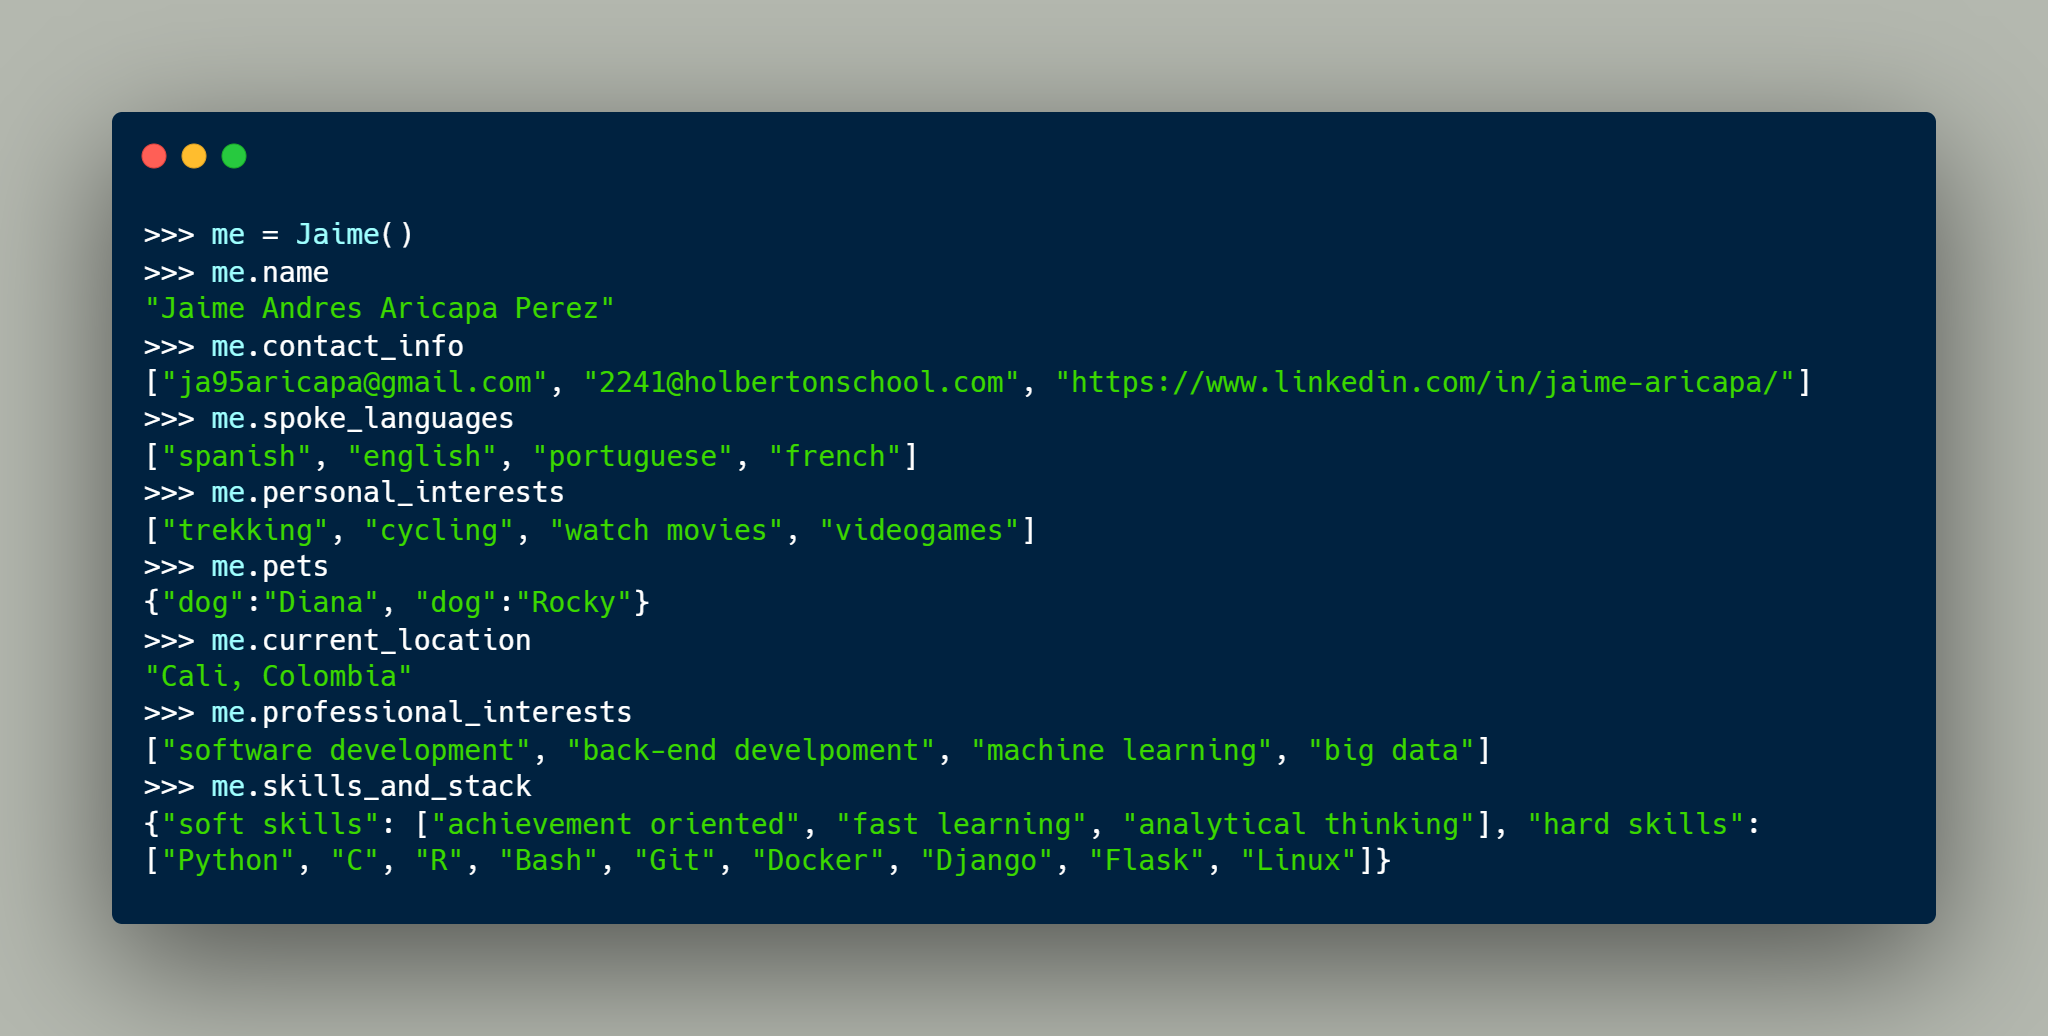 >>> me = Jaime()
>>> me.name
"Jaime Andres Aricapa Perez"
>>> me.contact_info
["ja95aricapa@gmail.com", "2241@holbertonschool.com", "https://www.linkedin.com/in/jaime-aricapa/"]
>>> me.spoke_languages
["spanish", "english", "portuguese", "french"]
>>> me.personal_interests
["trekking", "cycling", "watch movies", "videogames"]
>>> me.pets
{"dog":"Diana", "dog":"Rocky"}
>>> me.current_location
"Cali, Colombia"
>>> me.professional_interests
["software development", "back-end develpoment", "machine learning", "big data"]
>>> me.skills_and_stack
{"soft skills": ["achievement oriented", "fast learning", "analytical thinking"], "hard skills":
["Python", "C", "R", "Bash", "Git", "Docker", "Django", "Flask", "Linux"]}